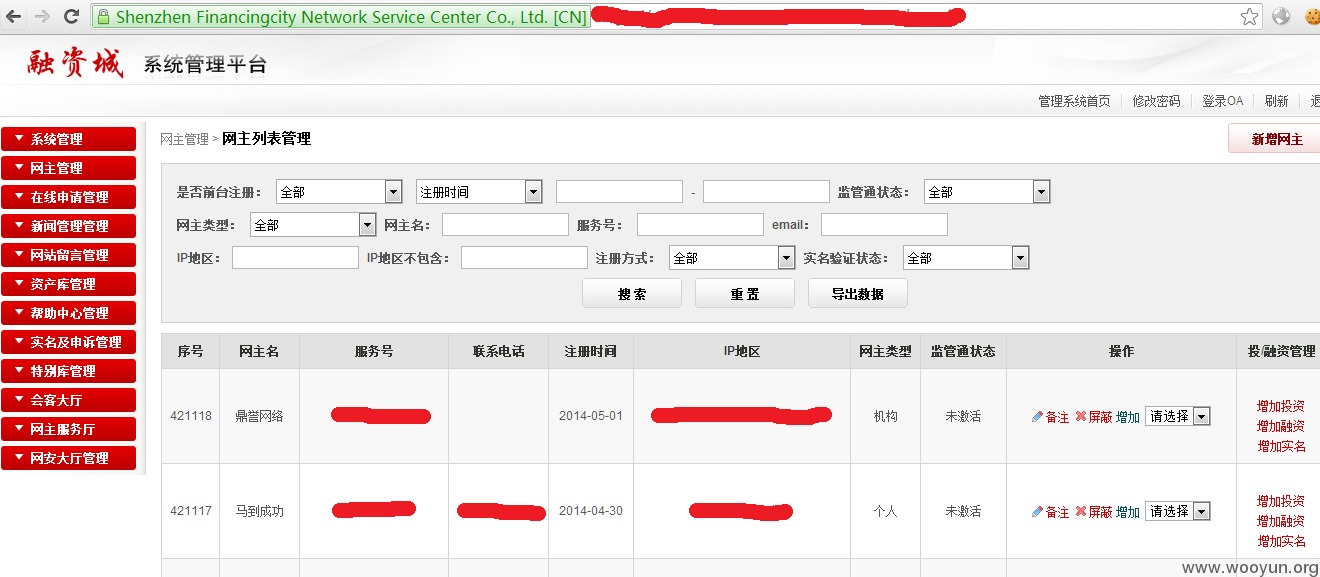 Shenzhen Financingcity Network Service Center Co., Ltd. [CN]
融资城 系统管理平台
管理系统首页 修改密码 登录OA 刷新
系统管理
网主管理
在线申请管理
新闻管理管理
网站留言管理
资产库管理
帮助中心管理
实名及申诉管理
特别库管理
会客大厅
网主服务厅
网安大厅管理
网主管理 > 网主列表管理
新增网主
是否前台注册： 全部 注册时间 - 监管通状态： 全部
网主类型： 全部 网主名： 服务号： email：
IP地区： IP地区不包含： 注册方式： 全部 实名验证状态： 全部
搜 索 重 置 导出数据
序号 网主名 服务号 联系电话 注册时间 IP地区 网主类型 监管通状态 操作 投/融资管理
421118 鼎誉网络 2014-05-01 机构 未激活 备注 屏蔽 增加 请选择
增加投资
增加融资
增加实名
421117 马到成功 2014-04-30 个人 未激活 备注 屏蔽 增加 请选择
增加投资
增加融资
增加实名
www.wooyun.org